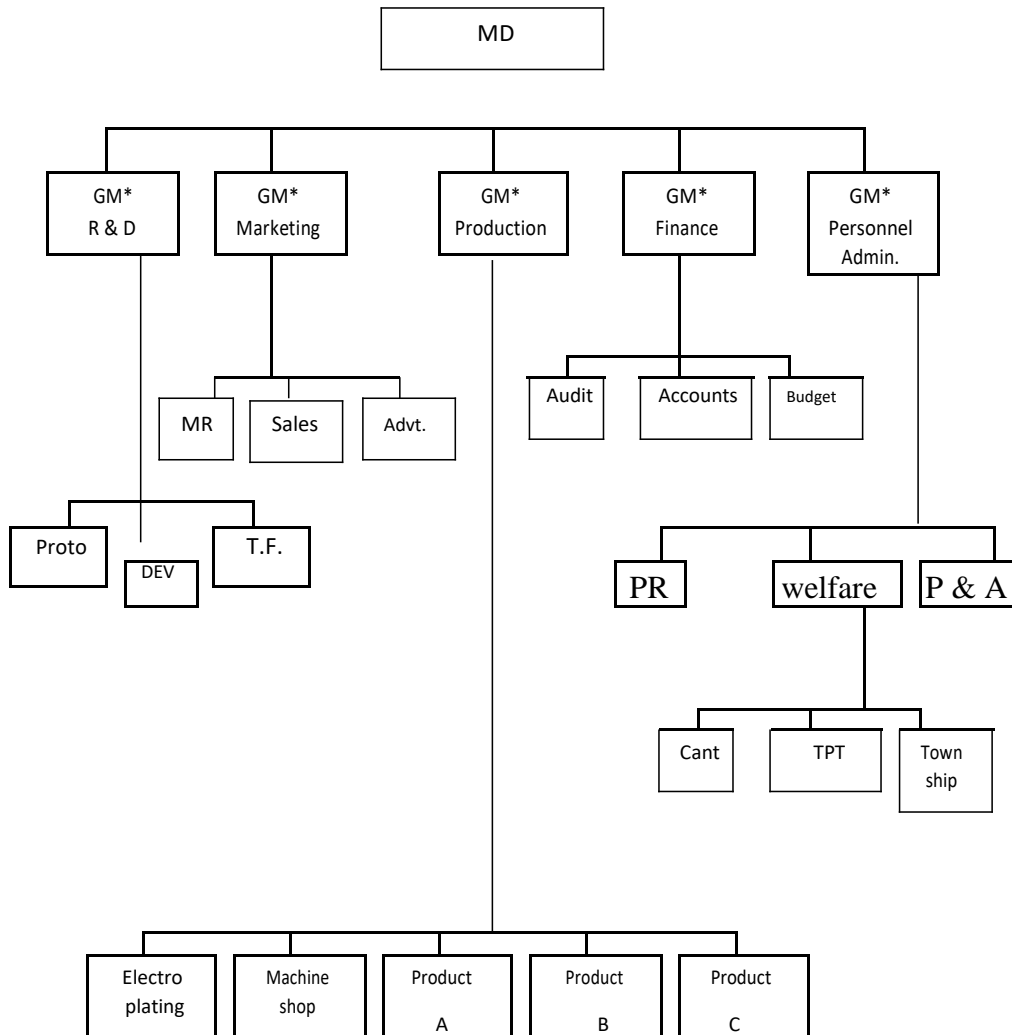 MD
GM*
R & D
GM*
Marketing
GM*
Production
GM*
Finance
GM*
Personnel
Admin.
MR
Sales
Advt.
Audit
Accounts
Budget
Proto
DEV
T.F.
PR
welfare
P & A
Cant
TPT
Town
ship
Electro
plating
Machine
shop
Product
A
Product
B
Product
C